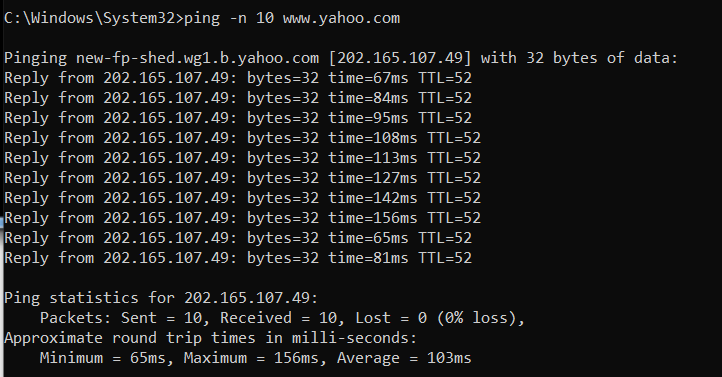 C:\Windows\System32>ping -n 10 www.yahoo.com
Pinging new-fp-shed.wg1.b.yahoo.com [202.165.107.49] with 32 bytes of data:
Reply from 202.165.107.49: bytes=32 time=67ms TTL=52
Reply from 202.165.107.49: bytes=32 time=84ms TTL=52
Reply from 202.165.107.49: bytes=32 time=95ms TTL=52
Reply from 202.165.107.49: bytes=32 time=108ms TTL=52
Reply from 202.165.107.49: bytes=32 time=113ms TTL=52
Reply from 202.165.107.49: bytes=32 time=127ms TTL=52
Reply from 202.165.107.49: bytes=32 time=142ms TTL=52
Reply from 202.165.107.49: bytes=32 time=156ms TTL=52
Reply from 202.165.107.49: bytes=32 time=65ms TTL=52
Reply from 202.165.107.49: bytes=32 time=81ms TTL=52
Ping statistics for 202.165.107.49:
    Packets: Sent = 10, Received = 10, Lost = 0 (0% loss),
Approximate round trip times in milli-seconds:
    Minimum = 65ms, Maximum = 156ms, Average = 103ms